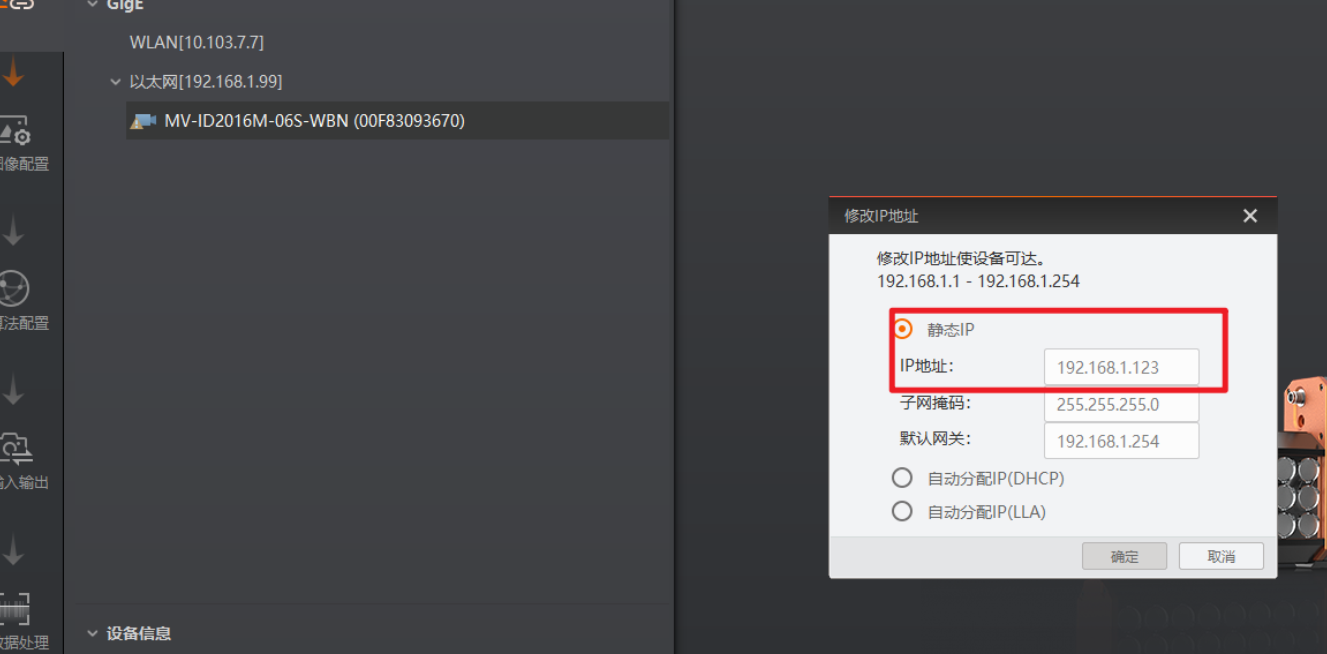 GigE
WLAN[10.103.7.7]
以太网[192.168.1.99]
MV-ID2016M-06S-WBN (00F83093670)
像配置
法配置
入输出
据处理
设备信息
修改IP地址
修改IP地址使设备可达。
192.168.1.1 - 192.168.1.254
静态IP
IP地址: 192.168.1.123
子网掩码: 255.255.255.0
默认网关: 192.168.1.254
自动分配IP(DHCP)
自动分配IP(LLA)
确定 取消